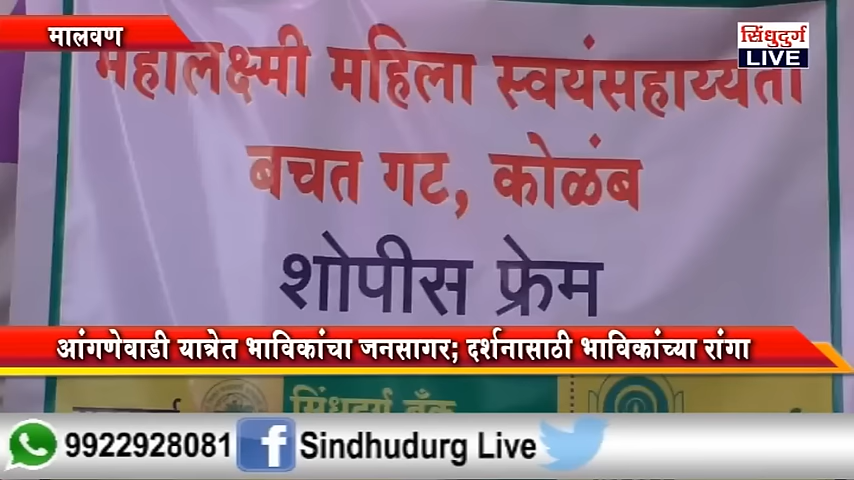 मालवण
सिंधुदुर्ग
LIVE
महालक्ष्मी महिला स्वयंसहाय्यता
बचत गट, कोळंब
शोपीस फ्रेम
आंगणेवाडी यात्रेत भाविकांचा जनसागर; दर्शनासाठी भाविकांच्या रांगा
सिंधुदुर्ग बँक
9922928081 Sindhudurg Live